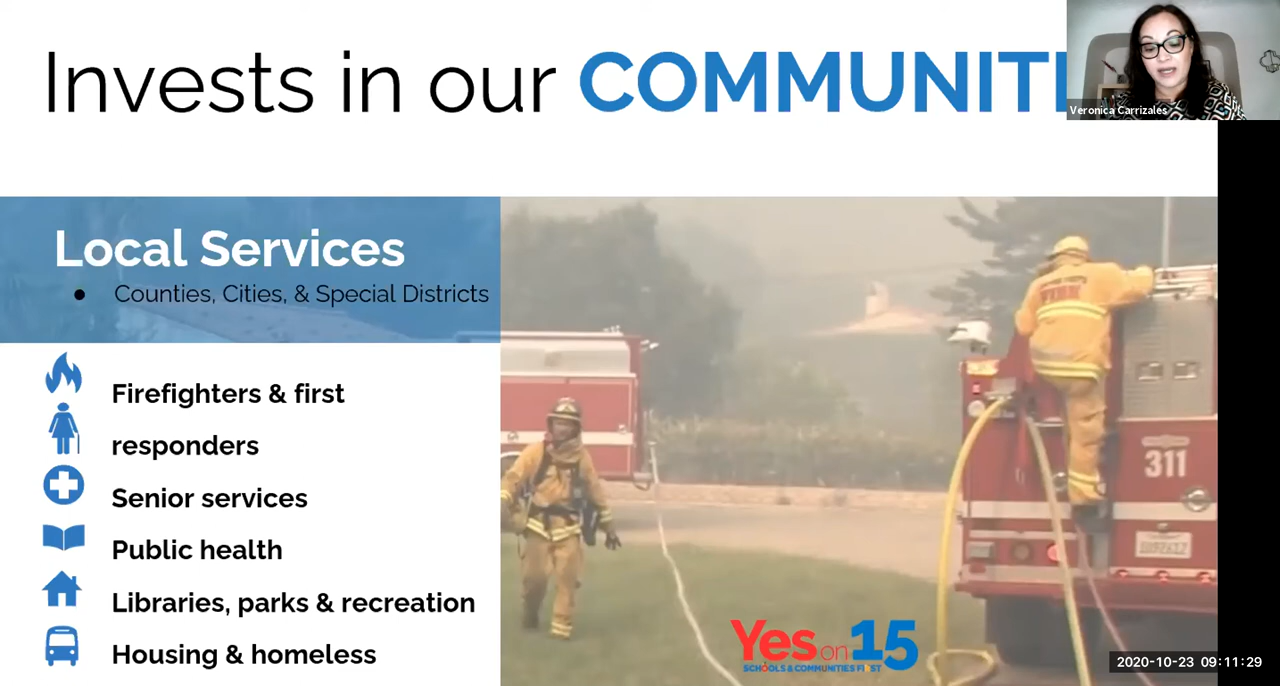 Invests in our COMMUNITI
Veronica Carrizales
Local Services
● Counties, Cities, & Special Districts
Firefighters & first
responders
Senior services
Public health
Libraries, parks & recreation
Housing & homeless
FIRE
311
Yes on 15
SCHOOLS & COMMUNITIES FIRST
2020-10-23 09:11:29